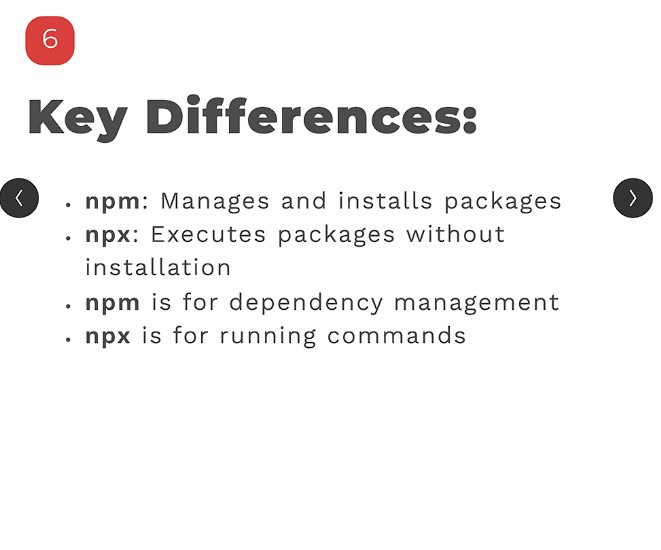 6
Key Differences:
• npm: Manages and installs packages
• npx: Executes packages without
installation
• npm is for dependency management
• npx is for running commands